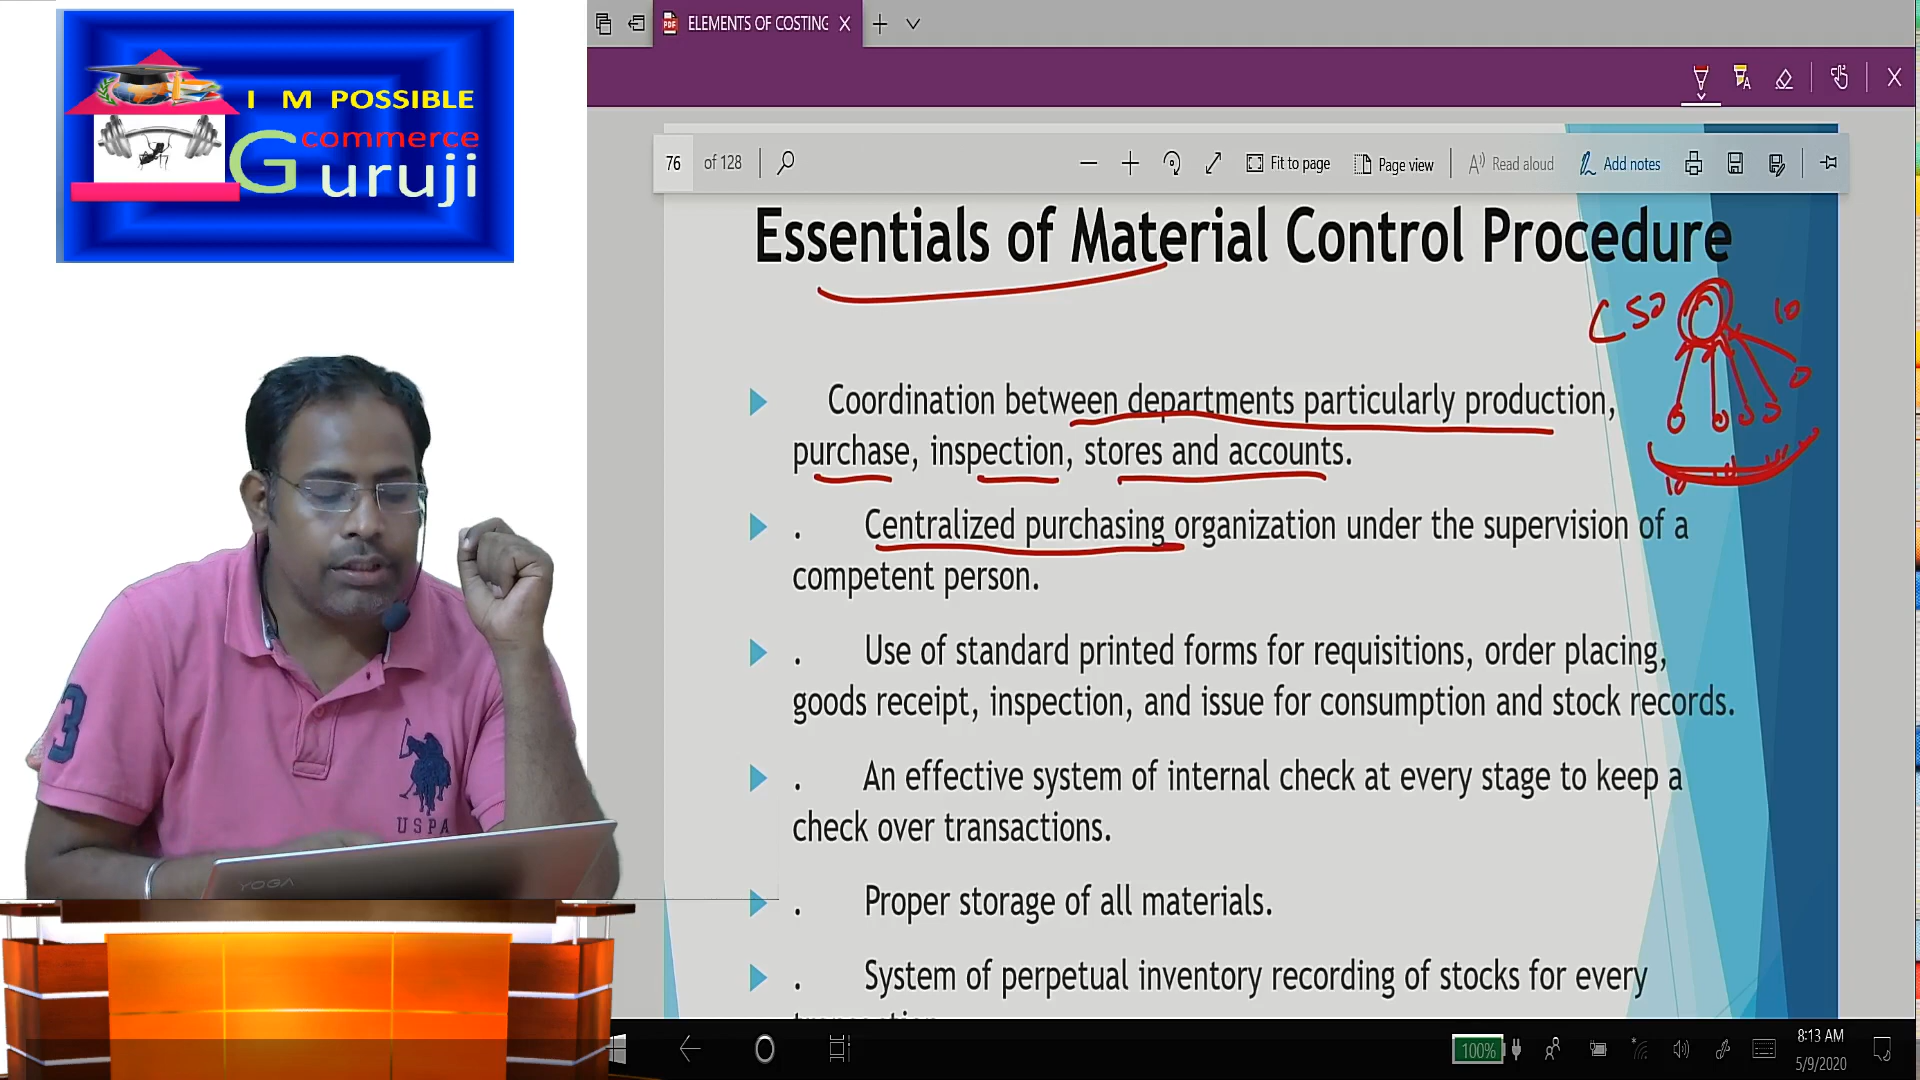 I M POSSIBLE
commerce
Guruji
3
USPA
YOGA
ELEMENTS OF COSTING
76 of 128
Fit to page
Page view
Read aloud
Add notes
Essentials of Material Control Procedure
C 50
10
Coordination between departments particularly production,
purchase, inspection, stores and accounts.
10
. Centralized purchasing organization under the supervision of a
competent person.
. Use of standard printed forms for requisitions, order placing,
goods receipt, inspection, and issue for consumption and stock records.
. An effective system of internal check at every stage to keep a
check over transactions.
. Proper storage of all materials.
. System of perpetual inventory recording of stocks for every
100%
8:13 AM
5/9/2020